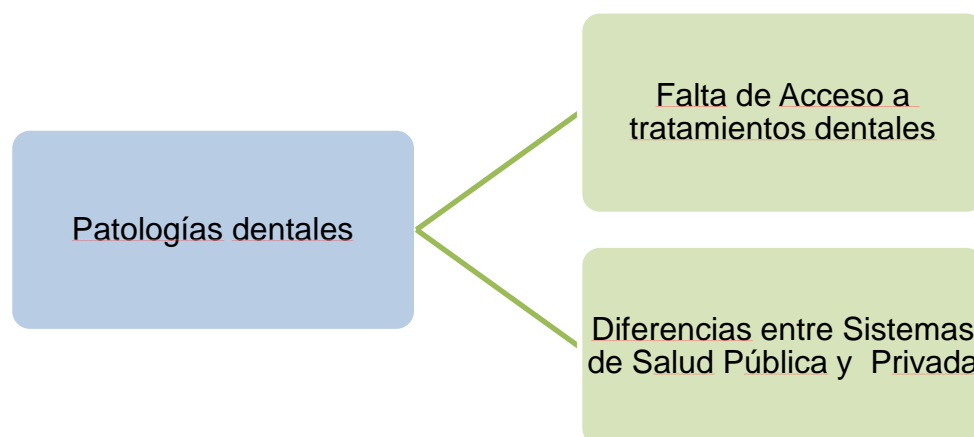 Falta de Acceso a
tratamientos dentales
Patologías dentales
Diferencias entre Sistemas
de Salud Pública y  Privada